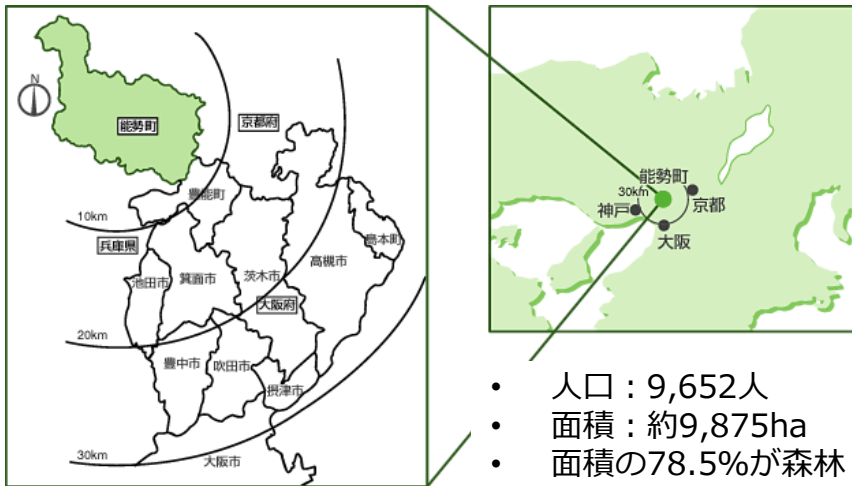 N
能勢町
京都府
豊能町
10km
兵庫県
島本町
池田市
箕面市
茨木市
高槻市
大阪府
20km
豊中市
吹田市
摂津市
30km
大阪市
能勢町
30km
神戸
京都
大阪
• 人口：9,652人
• 面積：約9,875ha
• 面積の78.5%が森林